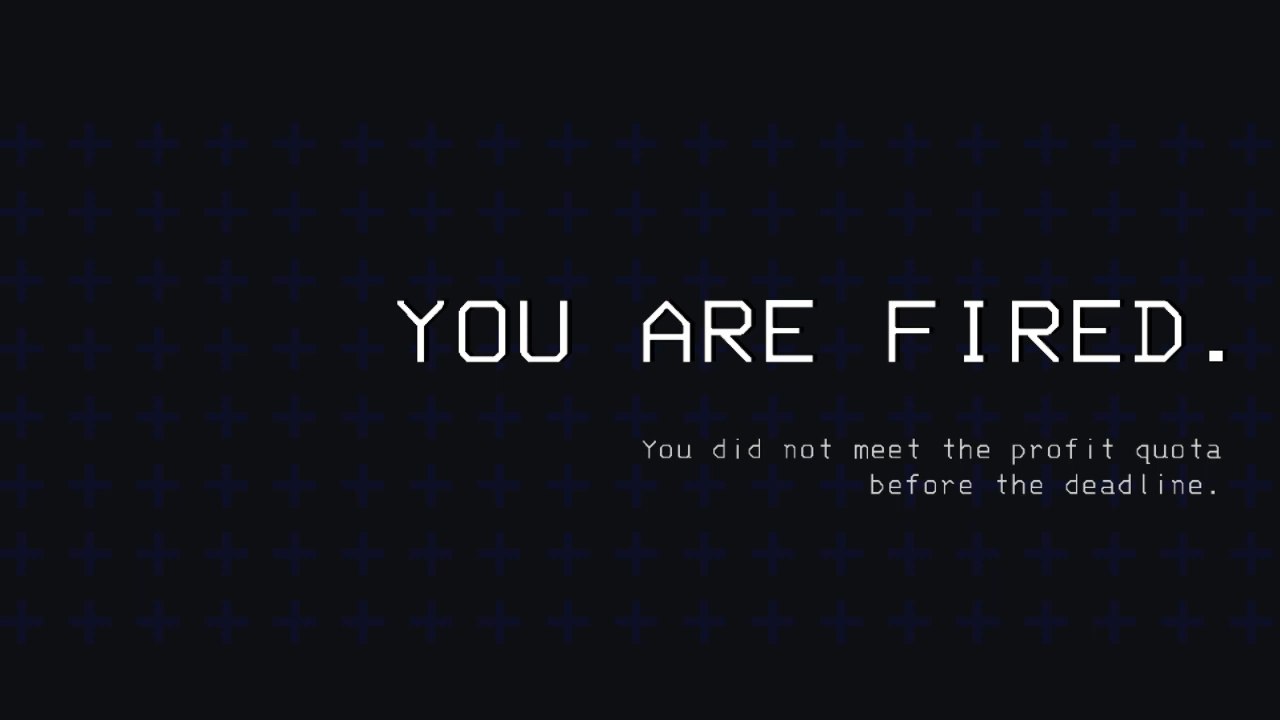 YOU ARE FIRED.
You did not meet the profit quota
before the deadline.